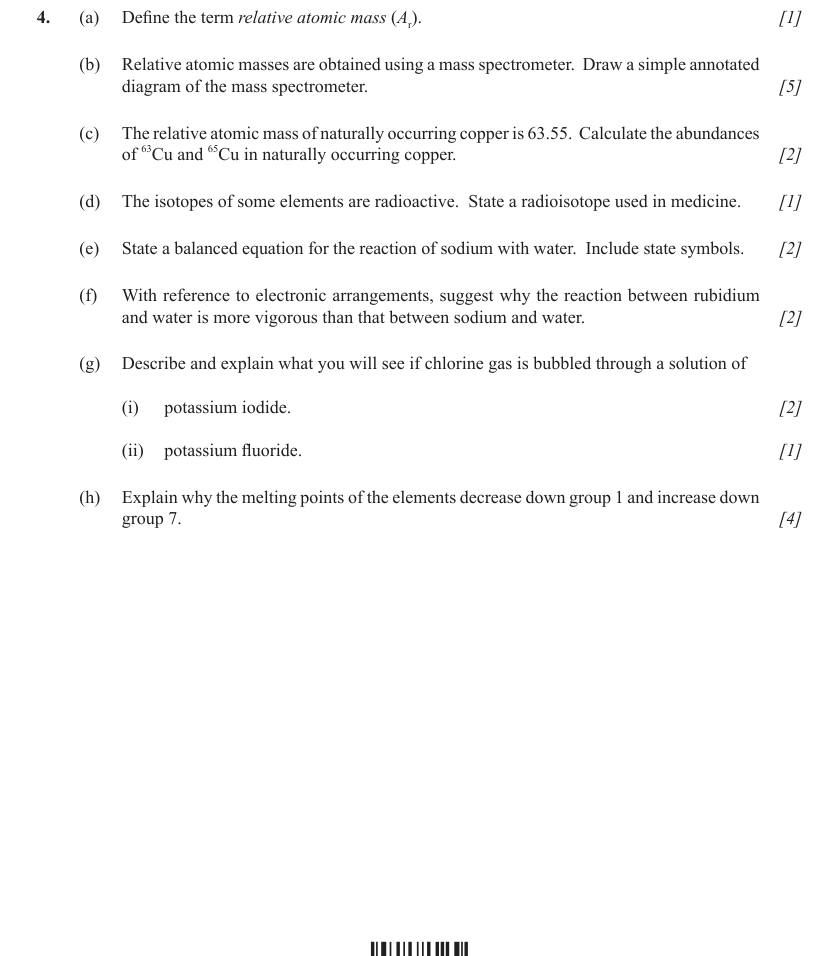 4. (a) Define the term relative atomic mass (Ar). [1]
(b) Relative atomic masses are obtained using a mass spectrometer. Draw a simple annotated
diagram of the mass spectrometer. [5]
(c) The relative atomic mass of naturally occurring copper is 63.55. Calculate the abundances
of ⁶³Cu and ⁶⁵Cu in naturally occurring copper. [2]
(d) The isotopes of some elements are radioactive. State a radioisotope used in medicine. [1]
(e) State a balanced equation for the reaction of sodium with water. Include state symbols. [2]
(f) With reference to electronic arrangements, suggest why the reaction between rubidium
and water is more vigorous than that between sodium and water. [2]
(g) Describe and explain what you will see if chlorine gas is bubbled through a solution of
(i) potassium iodide. [2]
(ii) potassium fluoride. [1]
(h) Explain why the melting points of the elements decrease down group 1 and increase down
group 7. [4]